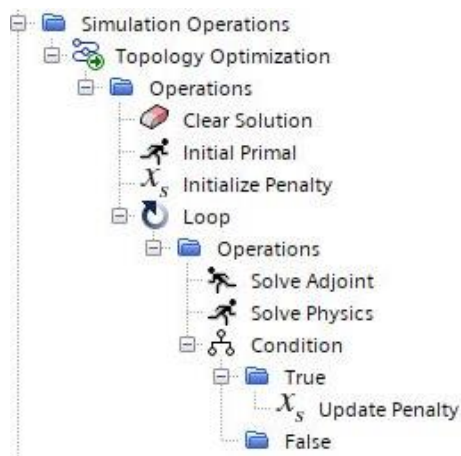 Simulation Operations
Topology Optimization
Operations
Clear Solution
Initial Primal
Xs Initialize Penalty
Loop
Operations
Solve Adjoint
Solve Physics
Condition
True
Xs Update Penalty
False